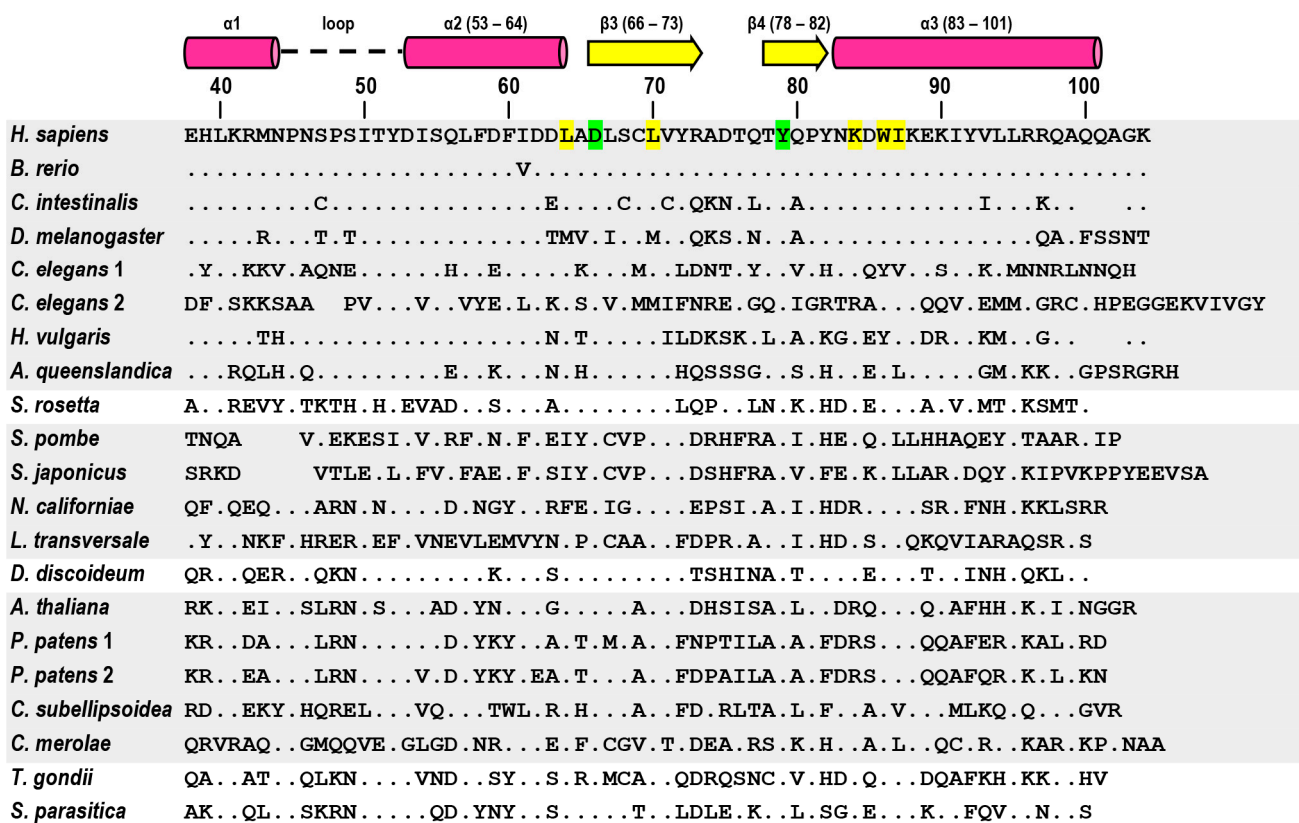 α1 loop α2 (53 – 64) β3 (66 – 73) β4 (78 – 82) α3 (83 – 101)
40 50 60 70 80 90 100
H. sapiens EHLKRMNPNSPSITYDISQLFDFIDDLADLSCLVYRADTQTYQPYNKDWIKEKIYVLLRRQAQQAGK
B. rerio .......................V...........................................
C. intestinalis .........C...............E....C..C.QKN.L..A............I...K.. ..
D. melanogaster .....R...T.T.............TMV.I..M..QKS.N..A................QA.FSSNT
C. elegans 1 .Y..KKV.AQNE......H..E.....K...M..LDNT.Y..V.H..QYV..S..K.MNNRLNNQH
C. elegans 2 DF.SKKSAA PV...V..VYE.L.K.S.V.MMIFNRE.GQ.IGRTRA...QQV.EMM.GRC.HPEGGEKVIVGY
H. vulgaris .....TH..................N.T.....ILDKSK.L.A.KG.EY..DR..KM..G.. ..
A. queenslandica ...RQLH.Q.........E..K...N.H......HQSSSG..S.H..E.L.....GM.KK..GPSRGRH
S. rosetta A..REVY.TKTH.H.EVAD..S...A........LQP..LN.K.HD.E...A.V.MT.KSMT.
S. pombe TNQA V.EKESI.V.RF.N.F.EIY.CVP...DRHFRA.I.HE.Q.LLHHAQEY.TAAR.IP
S. japonicus SRKD VTLE.L.FV.FAE.F.SIY.CVP...DSHFRA.V.FE.K.LLAR.DQY.KIPVKPPYEEVSA
N. californiae QF.QEQ...ARN.N....D.NGY..RFE.IG....EPSI.A.I.HDR....SR.FNH.KKLSRR
L. transversale .Y..NKF.HRER.EF.VNEVLEMVYN.P.CAA..FDPR.A..I.HD.S..QKQVIARAQSR.S
D. discoideum QR..QER..QKN.........K...S.........TSHINA.T....E...T..INH.QKL..
A. thaliana RK..EI..SLRN.S...AD.YN...G.....A...DHSISA.L..DRQ...Q.AFHH.K.I.NGGR
P. patens 1 KR..DA...LRN......D.YKY..A.T.M.A..FNPTILA.A.FDRS...QQAFER.KAL.RD
P. patens 2 KR..EA...LRN....V.D.YKY.EA.T...A..FDPAILA.A.FDRS...QQAFQR.K.L.KN
C. subellipsoidea RD..EKY.HQREL...VQ...TWL.R.H...A..FD.RLTA.L.F..A.V...MLKQ.Q...GVR
C. merolae QRVRAQ..GMQQVE.GLGD.NR...E.F.CGV.T.DEA.RS.K.H..A.L..QC.R..KAR.KP.NAA
T. gondii QA..AT..QLKN....VND..SY..S.R.MCA..QDRQSNC.V.HD.Q...DQAFKH.KK..HV
S. parasitica AK..QL..SKRN.....QD.YNY..S.....T..LDLE.K..L.SG.E...K..FQV..N..S